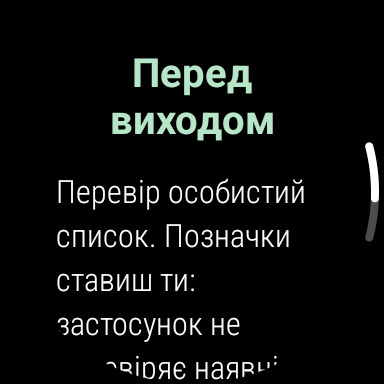 Перед
виходом
Перевір особистий
список. Позначки
ставиш ти:
застосунок не